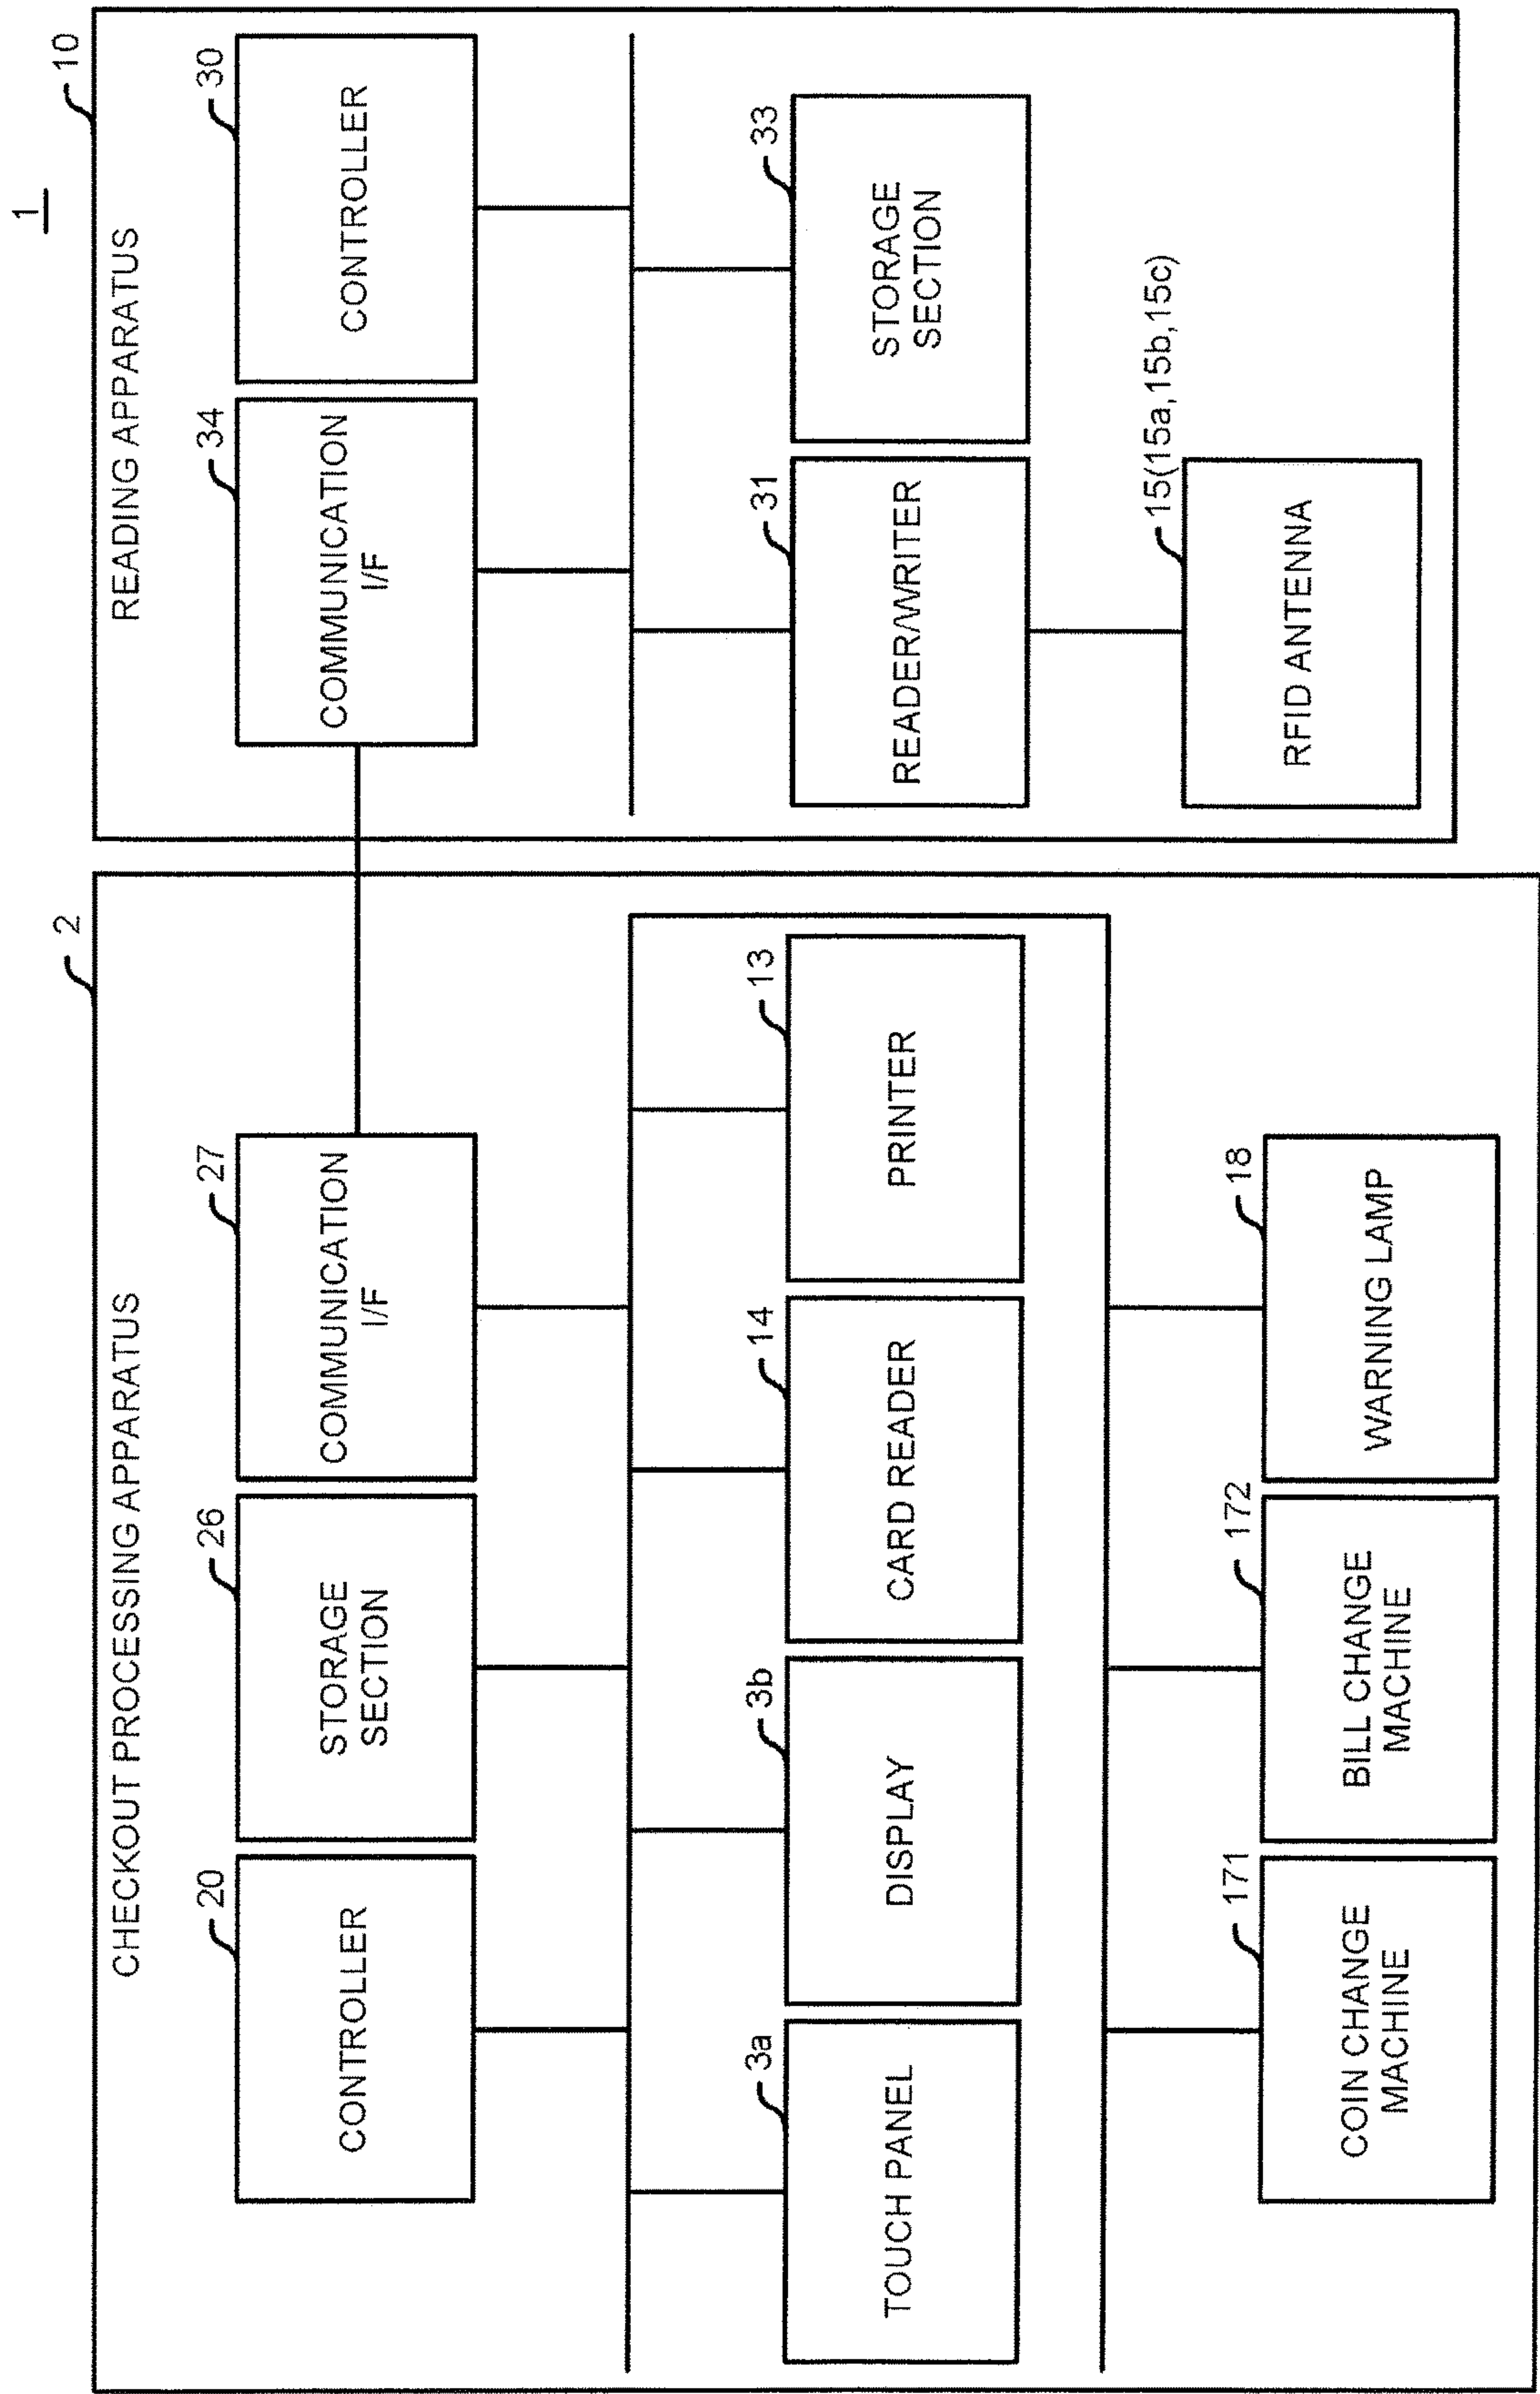 1
CHECKOUT PROCESSING APPARATUS
2
20
CONTROLLER
26
STORAGE
SECTION
27
COMMUNICATION
I/F
3a
TOUCH PANEL
3b
DISPLAY
14
CARD READER
13
PRINTER
171
COIN CHANGE
MACHINE
172
BILL CHANGE
MACHINE
18
WARNING LAMP
READING APPARATUS
10
34
COMMUNICATION
I/F
30
CONTROLLER
31
READER/WRITER
33
STORAGE
SECTION
15(15a,15b,15c)
RFID ANTENNA